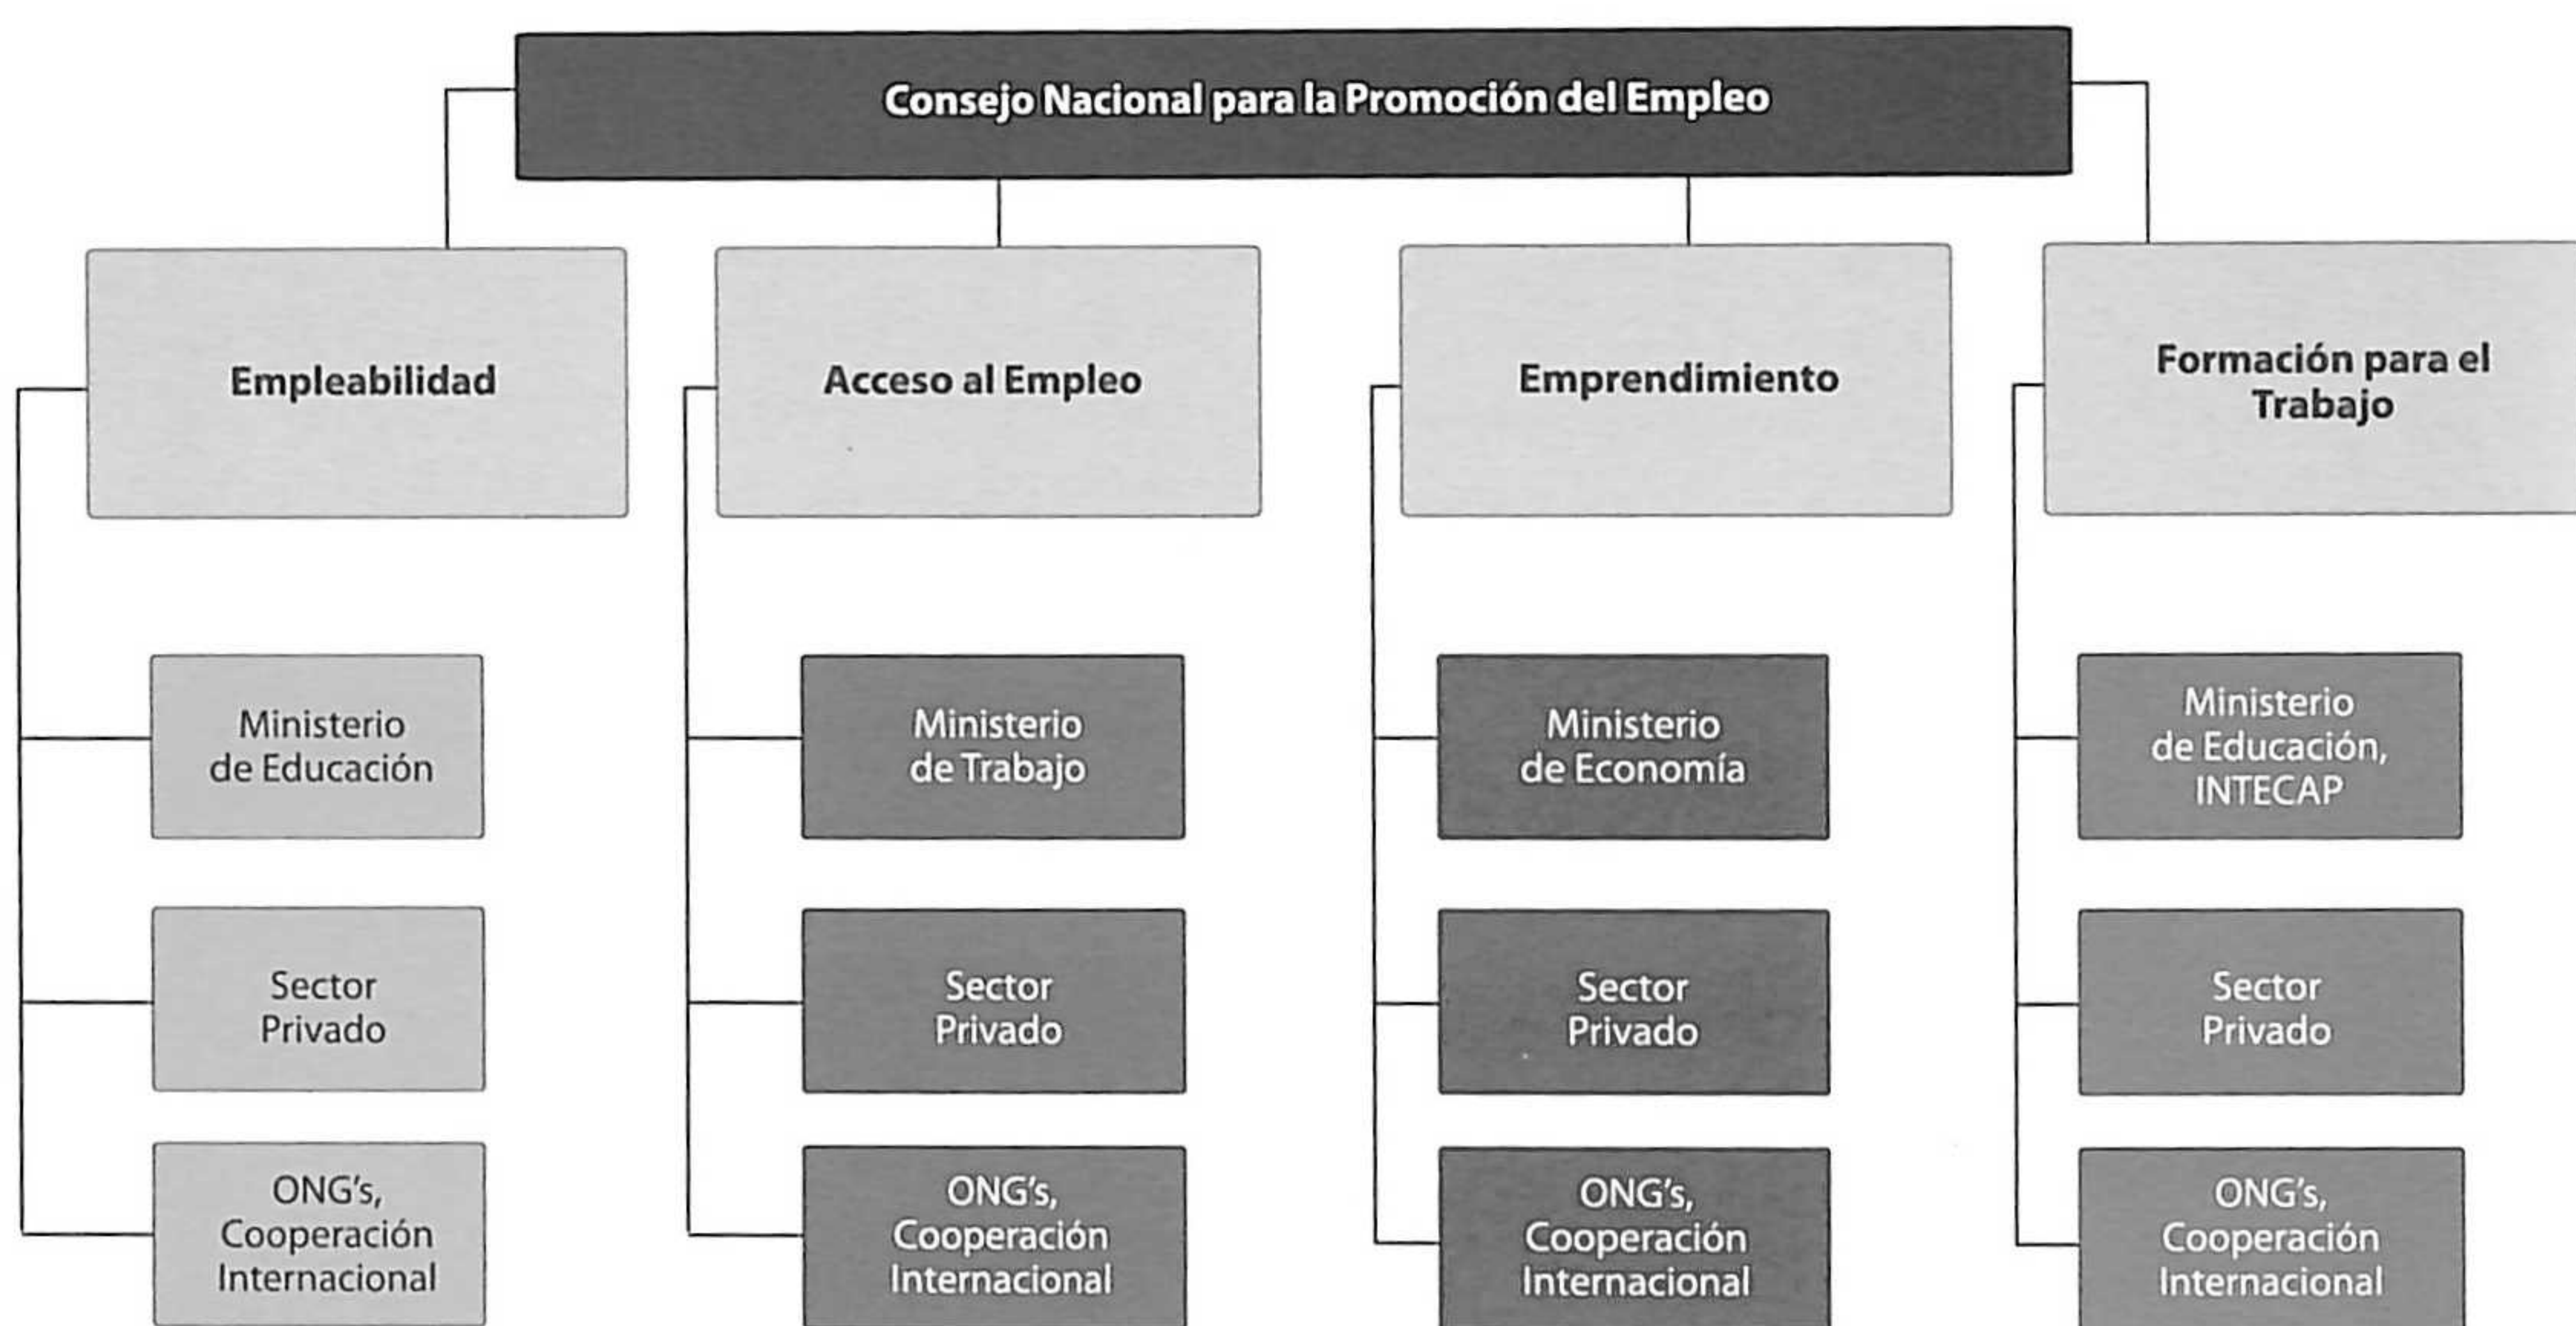 Consejo Nacional para la Promoción del Empleo
Empleabilidad
Acceso al Empleo
Emprendimiento
Formación para el
Trabajo
Ministerio
de Educación
Ministerio
de Trabajo
Ministerio
de Economía
Ministerio
de Educación,
INTECAP
Sector
Privado
Sector
Privado
Sector
Privado
Sector
Privado
ONG's,
Cooperación
Internacional
ONG's,
Cooperación
Internacional
ONG's,
Cooperación
Internacional
ONG's,
Cooperación
Internacional